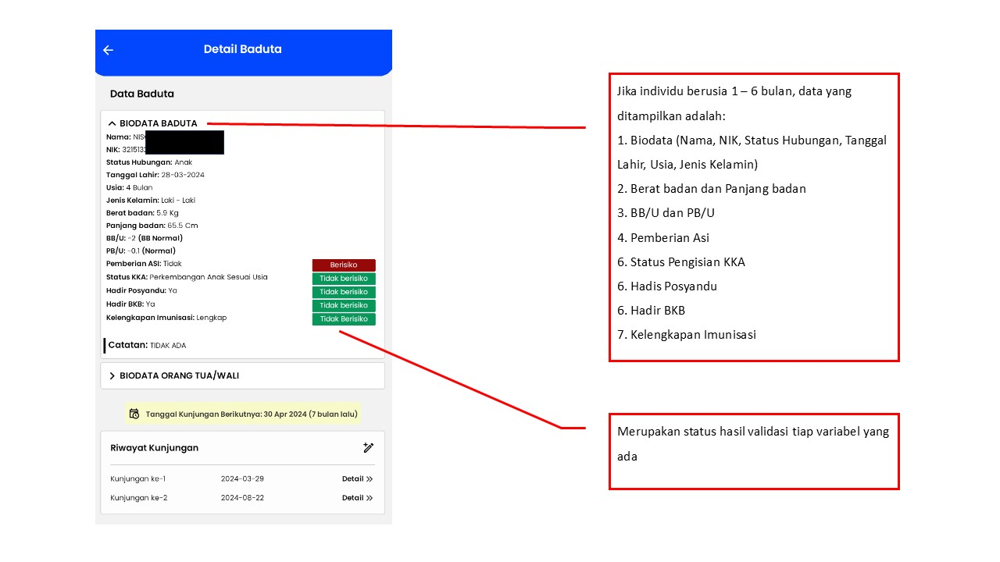 Detail Baduta
Data Baduta
BIODATA BADUTA
Nama: NIS
NIK: 321513
Status Hubungan: Anak
Tanggal Lahir: 28-03-2024
Usia: 4 Bulan
Jenis Kelamin: Laki - Laki
Berat badan: 5.9 Kg
Panjang badan: 65.5 Cm
BB/U: -2 (BB Normal)
PB/U: -0.1 (Normal)
Pemberian ASI: Tidak Berisiko
Status KKA: Perkembangan Anak Sesuai Usia Tidak berisiko
Hadir Posyandu: Ya Tidak berisiko
Hadir BKB: Ya Tidak berisiko
Kelengkapan Imunisasi: Lengkap Tidak Berisiko
Catatan: TIDAK ADA
BIODATA ORANG TUA/WALI
Tanggal Kunjungan Berikutnya: 30 Apr 2024 (7 bulan lalu)
Riwayat Kunjungan
Kunjungan ke-1 2024-03-29 Detail
Kunjungan ke-2 2024-08-22 Detail
Jika individu berusia 1 – 6 bulan, data yang
ditampilkan adalah:
1. Biodata (Nama, NIK, Status Hubungan, Tanggal
Lahir, Usia, Jenis Kelamin)
2. Berat badan dan Panjang badan
3. BB/U dan PB/U
4. Pemberian Asi
6. Status Pengisian KKA
6. Hadis Posyandu
6. Hadir BKB
7. Kelengkapan Imunisasi
Merupakan status hasil validasi tiap variabel yang
ada